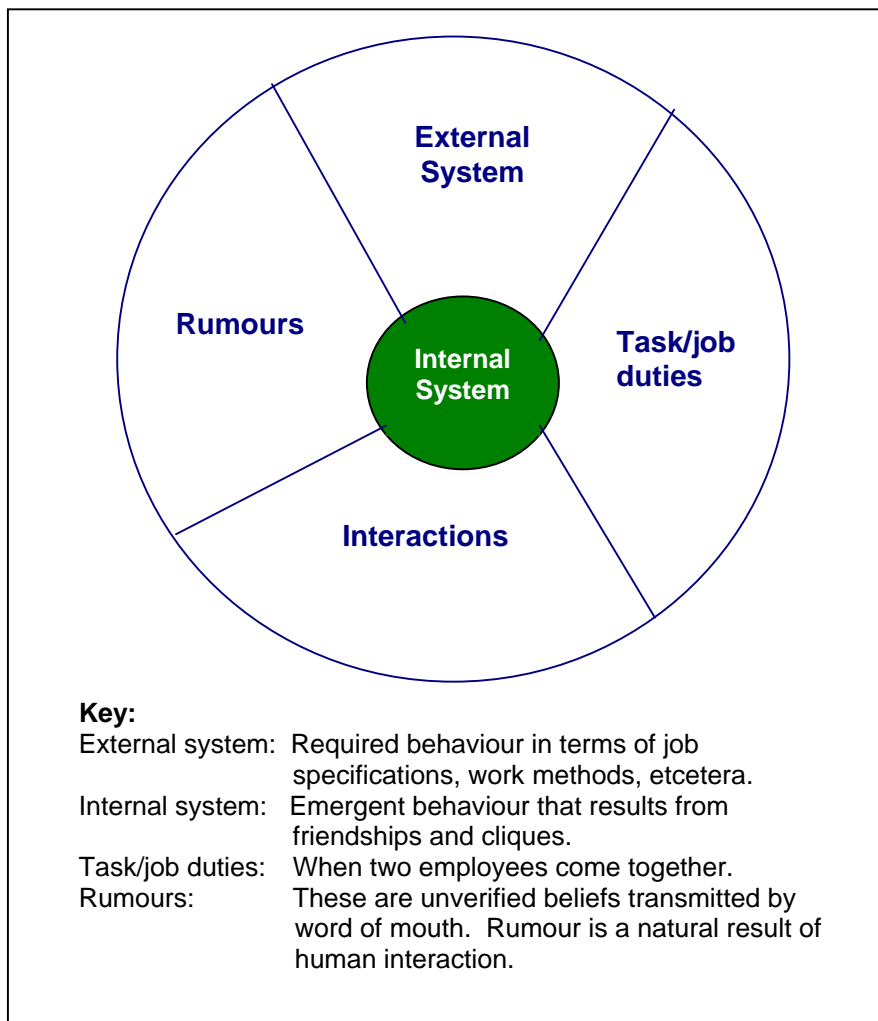 External
System
Rumours
Internal
System
Task/job
duties
Interactions
Key:
External system: Required behaviour in terms of job
specifications, work methods, etcetera.
Internal system: Emergent behaviour that results from
friendships and cliques.
Task/job duties: When two employees come together.
Rumours: These are unverified beliefs transmitted by
word of mouth. Rumour is a natural result of
human interaction.